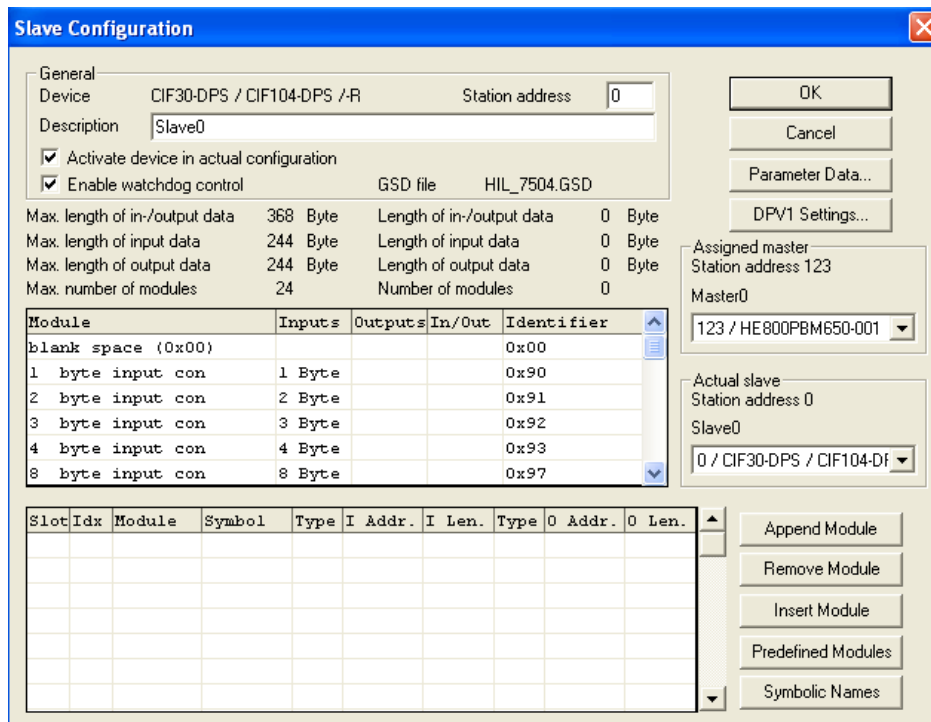 Slave Configuration
General
Device CIF30-DPS / CIF104-DPS /-R Station address 0
Description Slave0
Activate device in actual configuration
Enable watchdog control GSD file HIL_7504.GSD
OK
Cancel
Parameter Data...
DPV1 Settings...
Max. length of in-/output data 368 Byte Length of in-/output data 0 Byte
Max. length of input data 244 Byte Length of input data 0 Byte
Max. length of output data 244 Byte Length of output data 0 Byte
Max. number of modules 24 Number of modules 0
Assigned master
Station address 123
Master0
123 / HE800PBM650-001
Module Inputs Outputs In/Out Identifier
blank space (0x00) 0x00
1 byte input con 1 Byte 0x90
2 byte input con 2 Byte 0x91
3 byte input con 3 Byte 0x92
4 byte input con 4 Byte 0x93
8 byte input con 8 Byte 0x97
Actual slave
Station address 0
Slave0
0 / CIF30-DPS / CIF104-DF
Slot Idx Module Symbol Type I Addr. I Len. Type O Addr. O Len.
Append Module
Remove Module
Insert Module
Predefined Modules
Symbolic Names